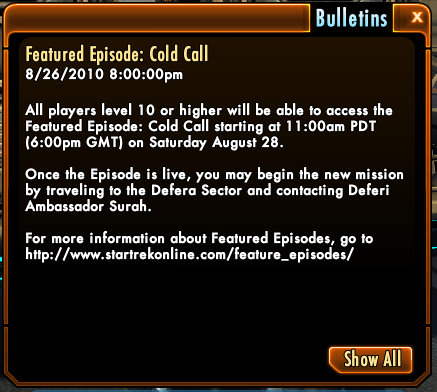 Bulletins
X
Featured Episode: Cold Call
8/26/2010 8:00:00pm
All players level 10 or higher will be able to access the
Featured Episode: Cold Call starting at 11:00am PDT
(6:00pm GMT) on Saturday August 28.
Once the Episode is live, you may begin the new mission
by traveling to the Defera Sector and contacting Deferi
Ambassador Surah.
For more information about Featured Episodes, go to
http://www.startrekonline.com/feature_episodes/
Show All